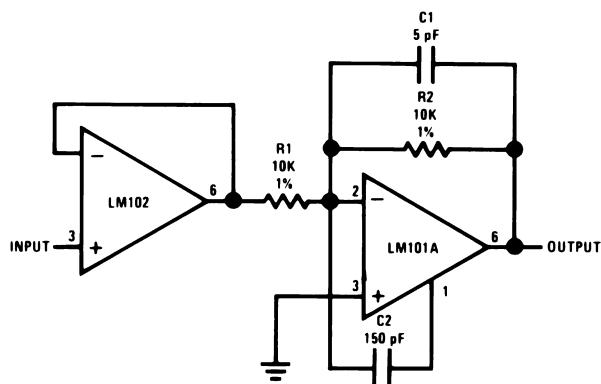 C1
5 pF
R2
10K
1%
R1
10K
1%
−
LM102
6
INPUT
3
+
2
−
LM101A
6
OUTPUT
3
+
1
C2
150 pF